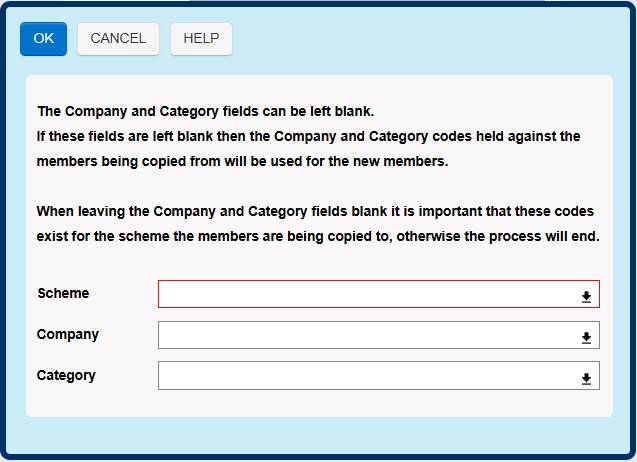 OK CANCEL HELP
The Company and Category fields can be left blank.
If these fields are left blank then the Company and Category codes held against the
members being copied from will be used for the new members.
When leaving the Company and Category fields blank it is important that these codes
exist for the scheme the members are being copied to, otherwise the process will end.
Scheme
Company
Category